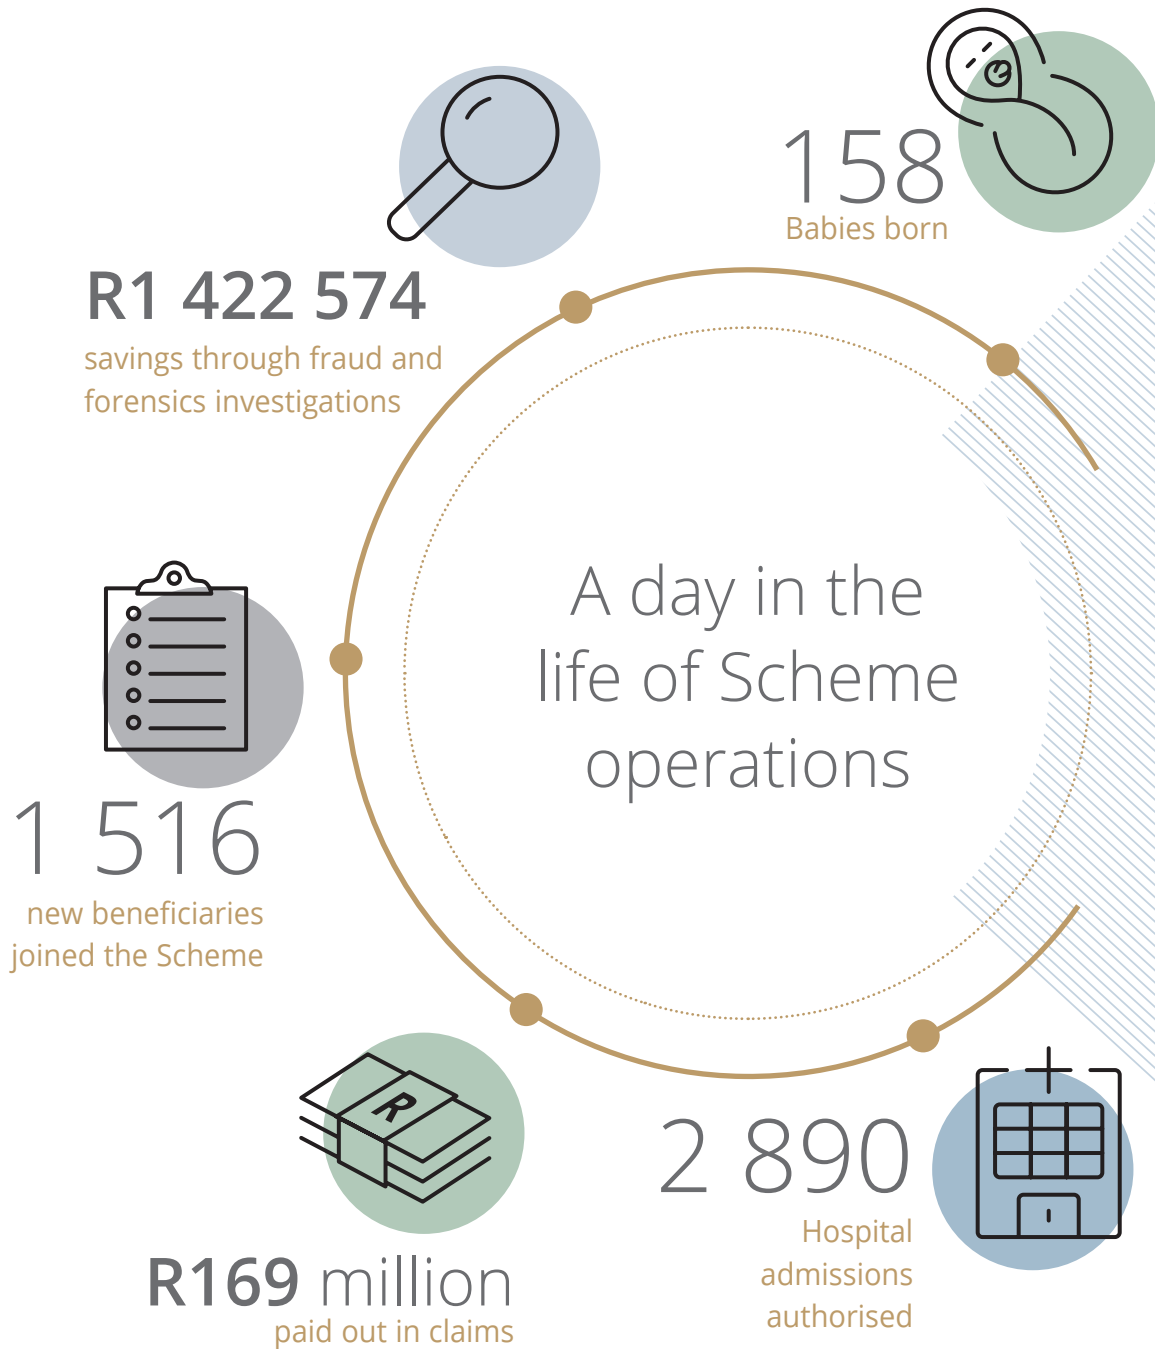 158
Babies born
R1 422 574
savings through fraud and
forensics investigations
A day in the
life of Scheme
operations
1 516
new beneficiaries
joined the Scheme
R
2 890
Hospital
admissions
authorised
R169 million
paid out in claims